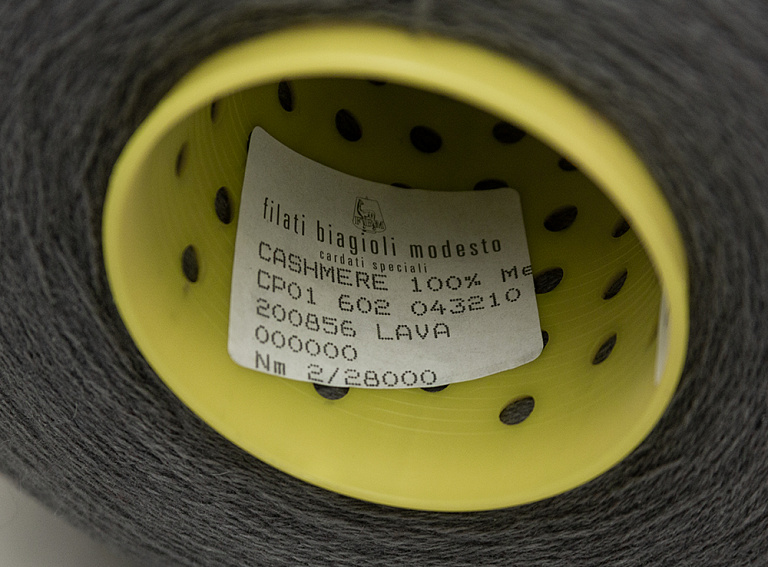 filati biagioli modesto
cardati speciali
CASHMERE 100% Me
CP01 602 043210
200856 LAVA
000000
Nm 2/28000